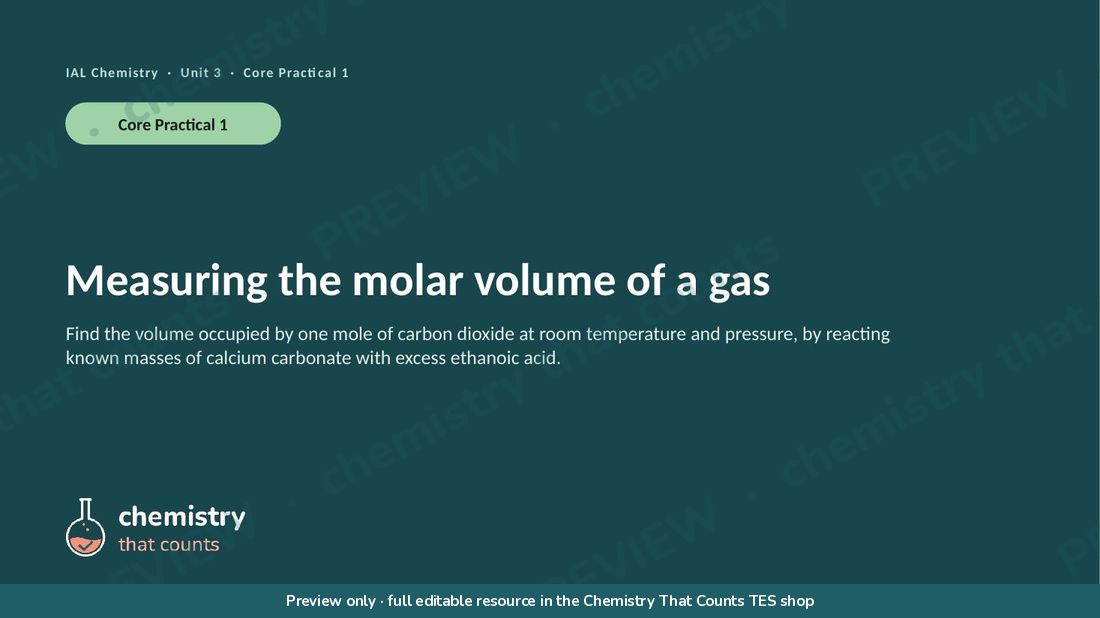 IAL Chemistry · Unit 3 · Core Practical 1
Core Practical 1
Measuring the molar volume of a gas
Find the volume occupied by one mole of carbon dioxide at room temperature and pressure, by reacting
known masses of calcium carbonate with excess ethanoic acid.
chemistry
that counts
Preview only · full editable resource in the Chemistry That Counts TES shop